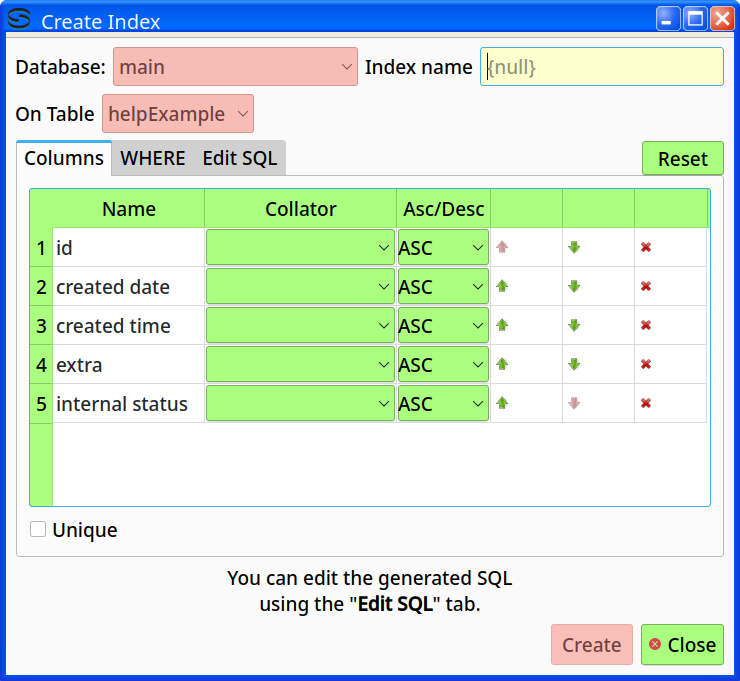 Create Index
Database: main Index name {null}
On Table helpExample
Columns WHERE Edit SQL Reset
Name Collator Asc/Desc
1 id ASC
2 created date ASC
3 created time ASC
4 extra ASC
5 internal status ASC
Unique
You can edit the generated SQL
using the "Edit SQL" tab.
Create Close